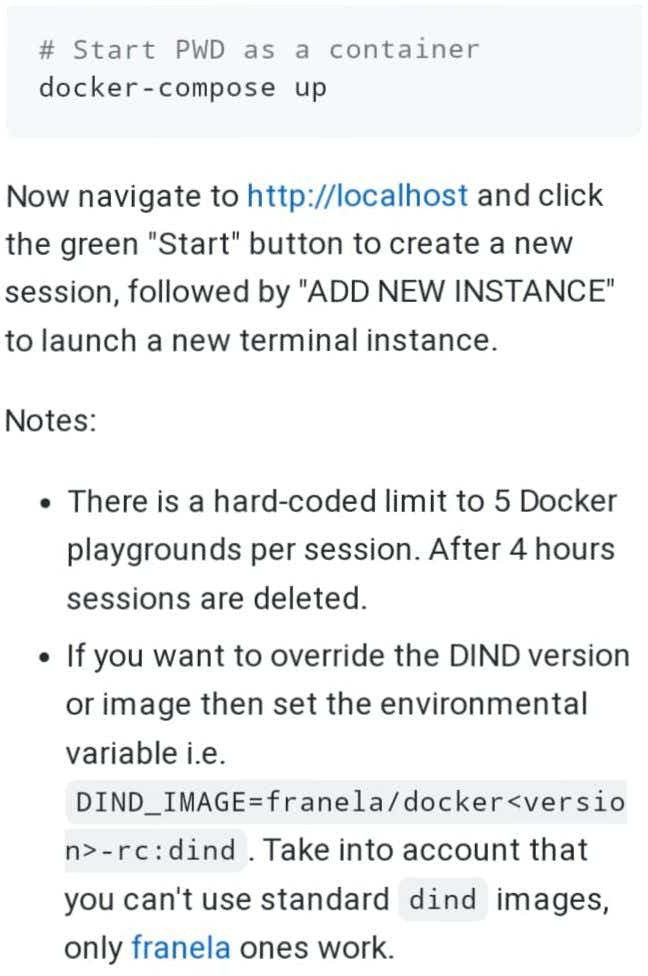 # Start PWD as a container
docker-compose up
Now navigate to http://localhost and click
the green "Start" button to create a new
session, followed by "ADD NEW INSTANCE"
to launch a new terminal instance.
Notes:
• There is a hard-coded limit to 5 Docker
playgrounds per session. After 4 hours
sessions are deleted.
• If you want to override the DIND version
or image then set the environmental
variable i.e.
DIND_IMAGE=franela/docker<versio
n>-rc:dind . Take into account that
you can't use standard dind images,
only franela ones work.